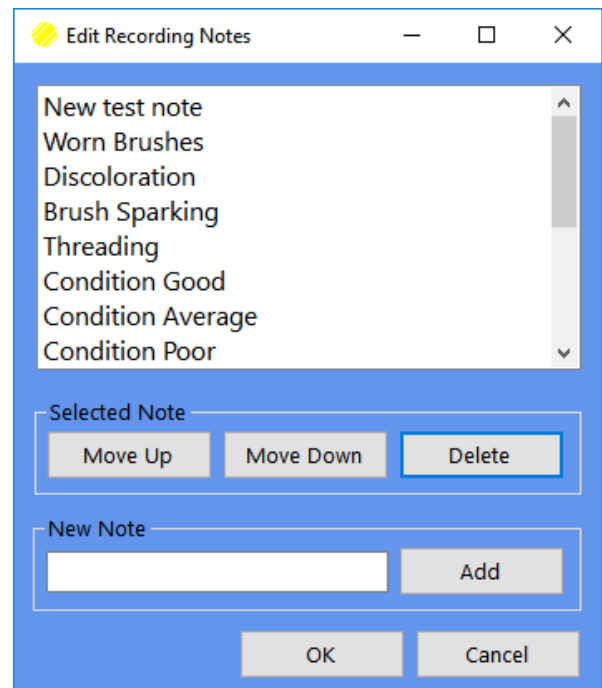 Edit Recording Notes
New test note
Worn Brushes
Discoloration
Brush Sparking
Threading
Condition Good
Condition Average
Condition Poor
Selected Note
Move Up Move Down Delete
New Note
Add
OK Cancel